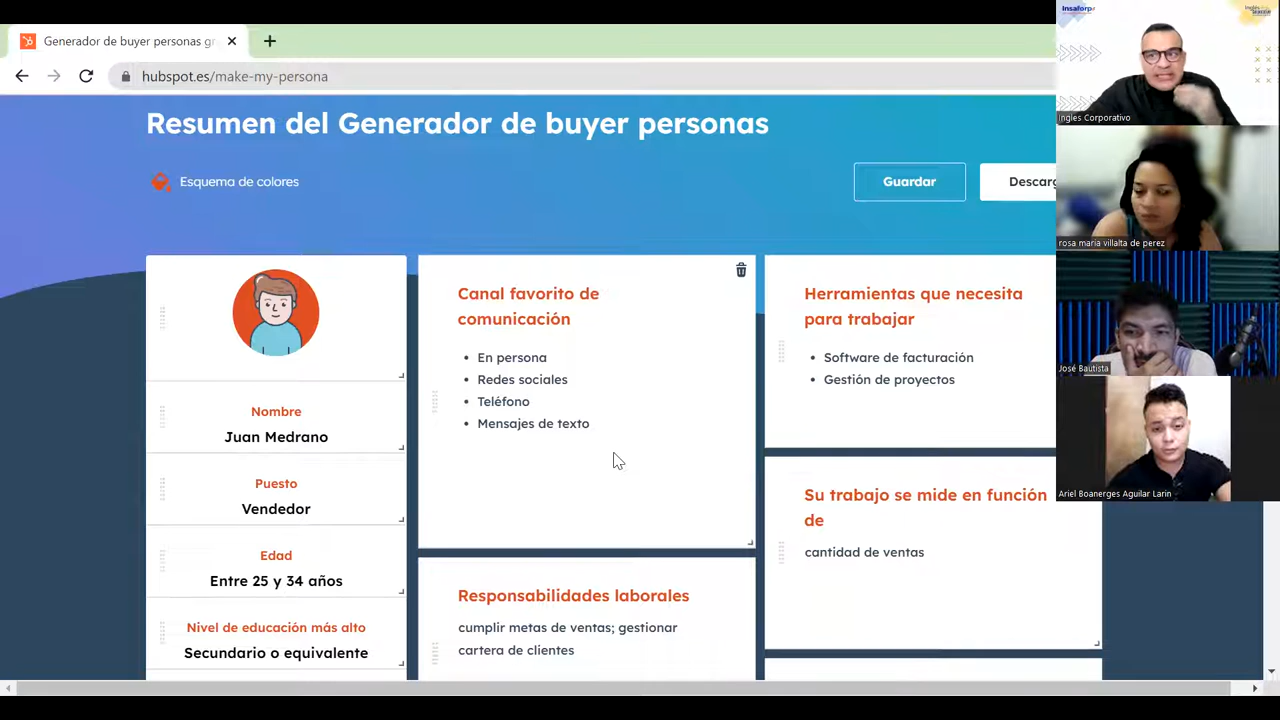 Generador de buyer personas gr
hubspot.es/make-my-persona
Resumen del Generador de buyer personas
Esquema de colores
Guardar
Descarg
Nombre
Juan Medrano
Puesto
Vendedor
Edad
Entre 25 y 34 años
Nivel de educación más alto
Secundario o equivalente
Canal favorito de
comunicación
• En persona
• Redes sociales
• Teléfono
• Mensajes de texto
Responsabilidades laborales
cumplir metas de ventas; gestionar
cartera de clientes
Herramientas que necesita
para trabajar
• Software de facturación
• Gestión de proyectos
Su trabajo se mide en función
de
cantidad de ventas
Insaforp
Ingles Corporativo
rosa maria villalta de perez
José Bautista
Ariel Boanerges Aguilar Larin